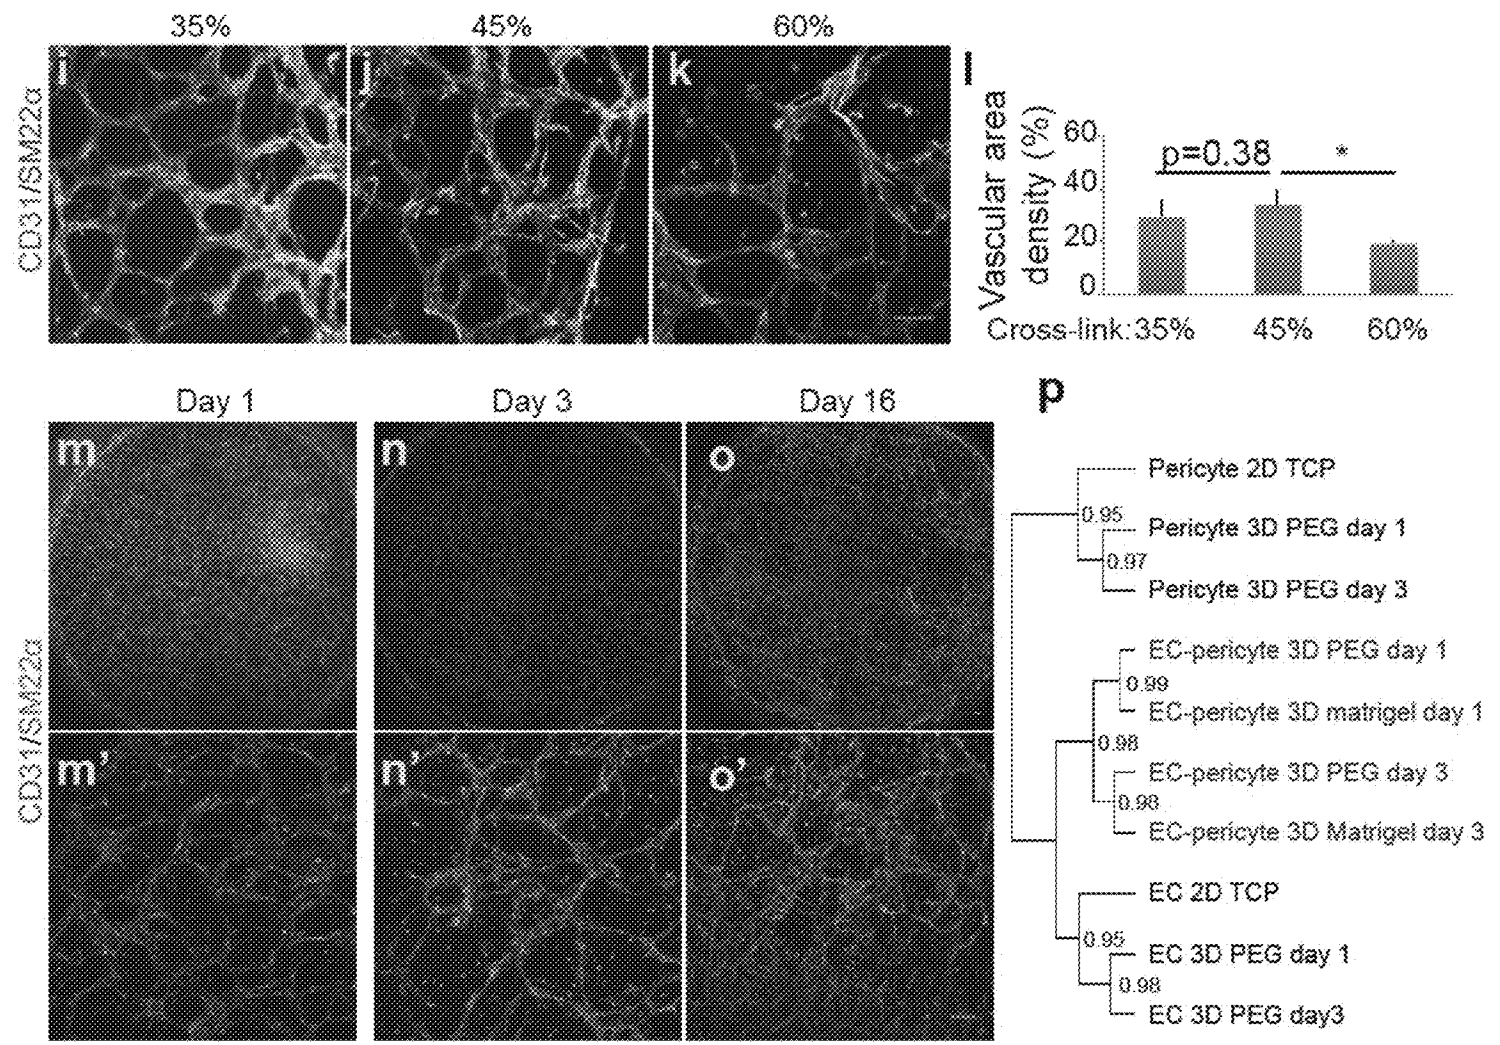 35% 45% 60%
i j k l
CD31/SM22α
Vascular area
density (%)
60
40
20
0
p=0.38 *
Cross-link: 35% 45% 60%
Day 1 Day 3 Day 16
m n o p
m' n' o'
CD31/SM22α
Pericyte 2D TCP
0.95
Pericyte 3D PEG day 1
0.97
Pericyte 3D PEG day 3
EC-pericyte 3D PEG day 1
0.99
EC-pericyte 3D matrigel day 1
0.98
EC-pericyte 3D PEG day 3
0.98
EC-pericyte 3D Matrigel day 3
EC 2D TCP
0.95
EC 3D PEG day 1
0.98
EC 3D PEG day3